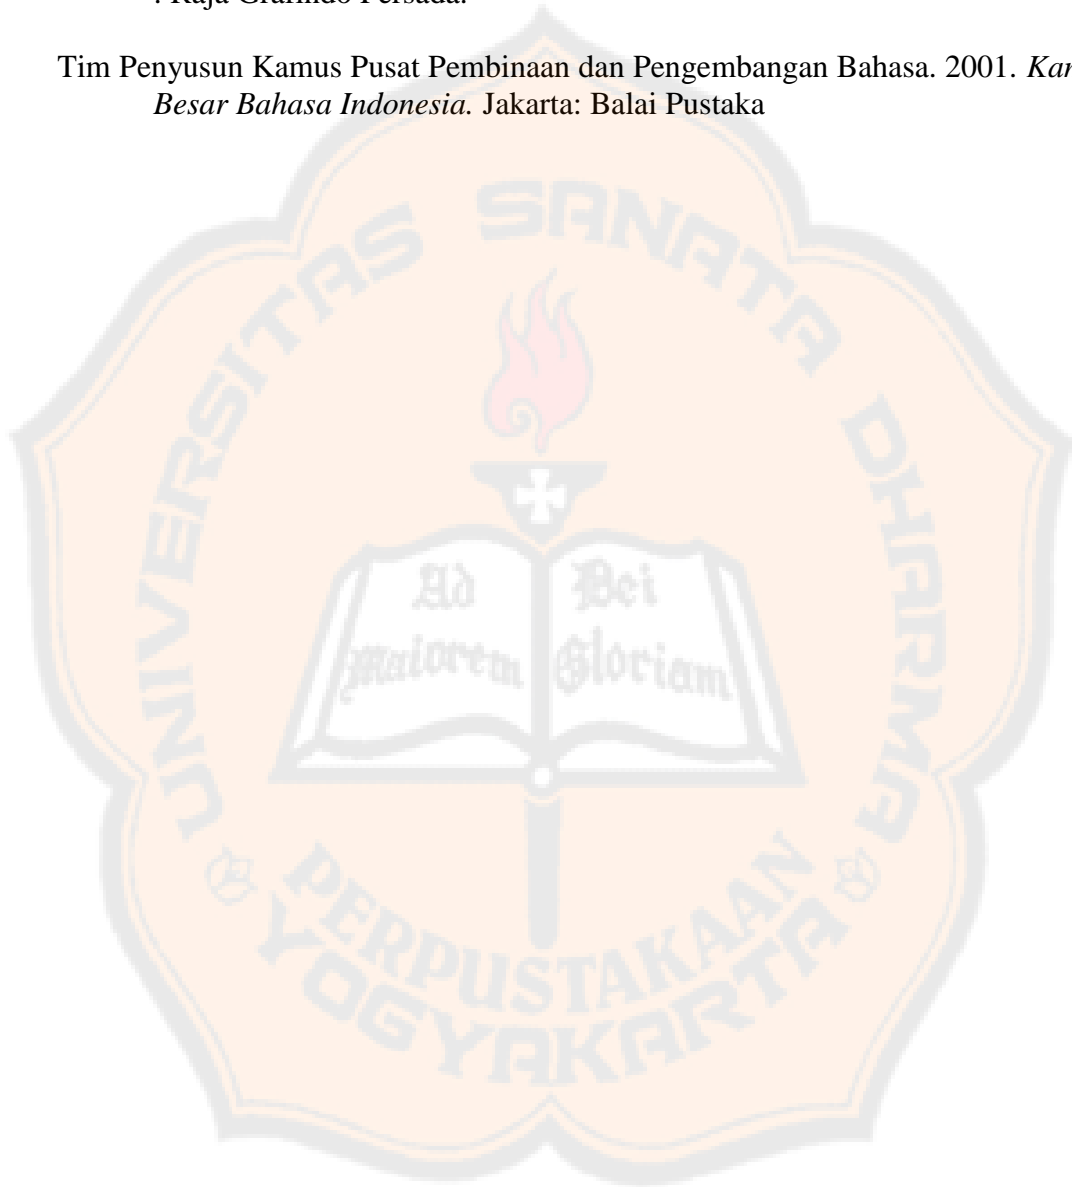 : Raja Grafindo Persada.
Tim Penyusun Kamus Pusat Pembinaan dan Pengembangan Bahasa. 2001.
Besar Bahasa Indonesia. Jakarta: Balai Pustaka
UNIVERSITAS SANATA DHARMA
Ad Dei
Maiorem Gloriam
PERPUSTAKAAN
YOGYAKARTA